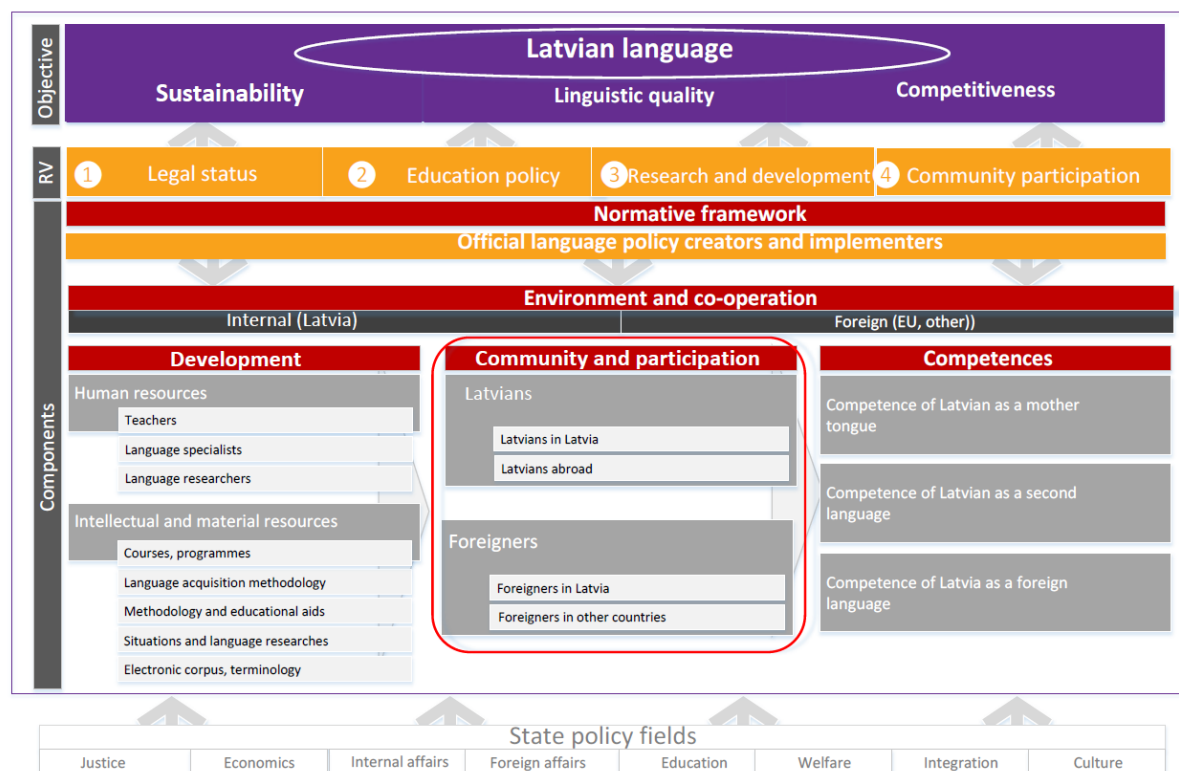 Objective
Latvian language
Sustainability
Linguistic quality
Competitiveness
RV
1 Legal status
2 Education policy
3 Research and development
4 Community participation
Components
Normative framework
Official language policy creators and implementers
Environment and co-operation
Internal (Latvia)
Foreign (EU, other))
Development
Human resources
Teachers
Language specialists
Language researchers
Intellectual and material resources
Courses, programmes
Language acquisition methodology
Methodology and educational aids
Situations and language researches
Electronic corpus, terminology
Community and participation
Latvians
Latvians in Latvia
Latvians abroad
Foreigners
Foreigners in Latvia
Foreigners in other countries
Competences
Competence of Latvian as a mother
tongue
Competence of Latvian as a second
language
Competence of Latvia as a foreign
language
State policy fields
Justice
Economics
Internal affairs
Foreign affairs
Education
Welfare
Integration
Culture